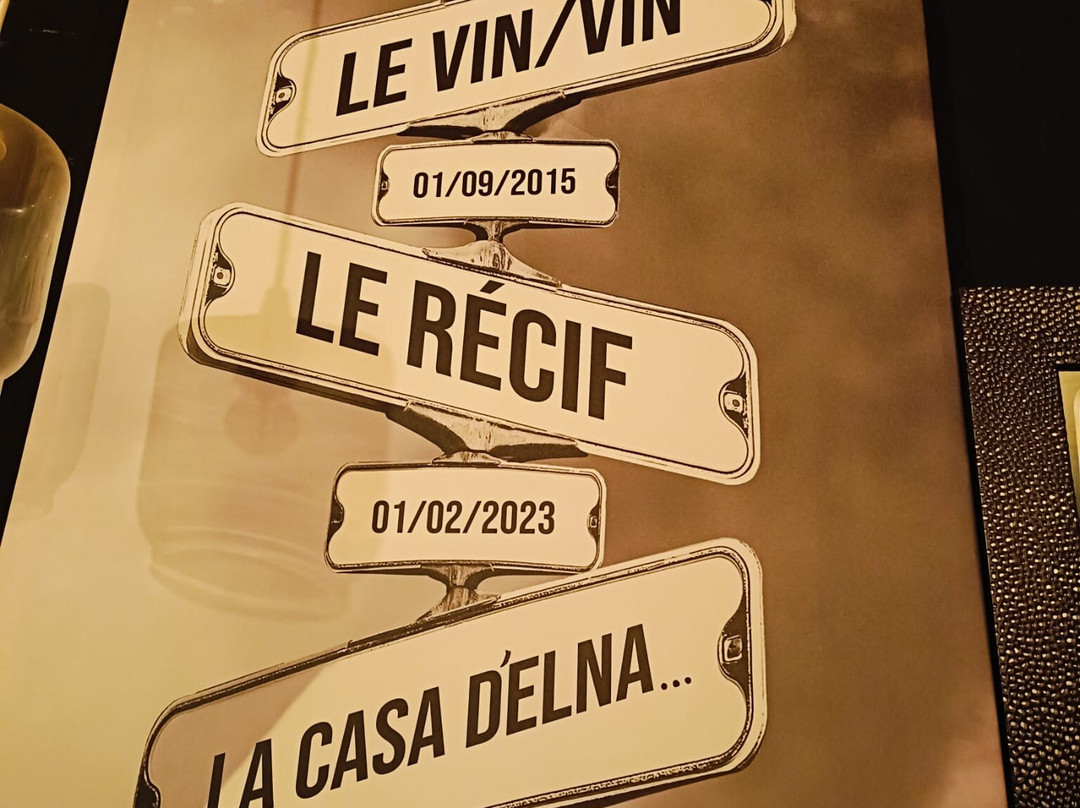 LE VIN/VIN
01/09/2015
LE RÉCIF
01/02/2023
LA CASA D'ELNA...